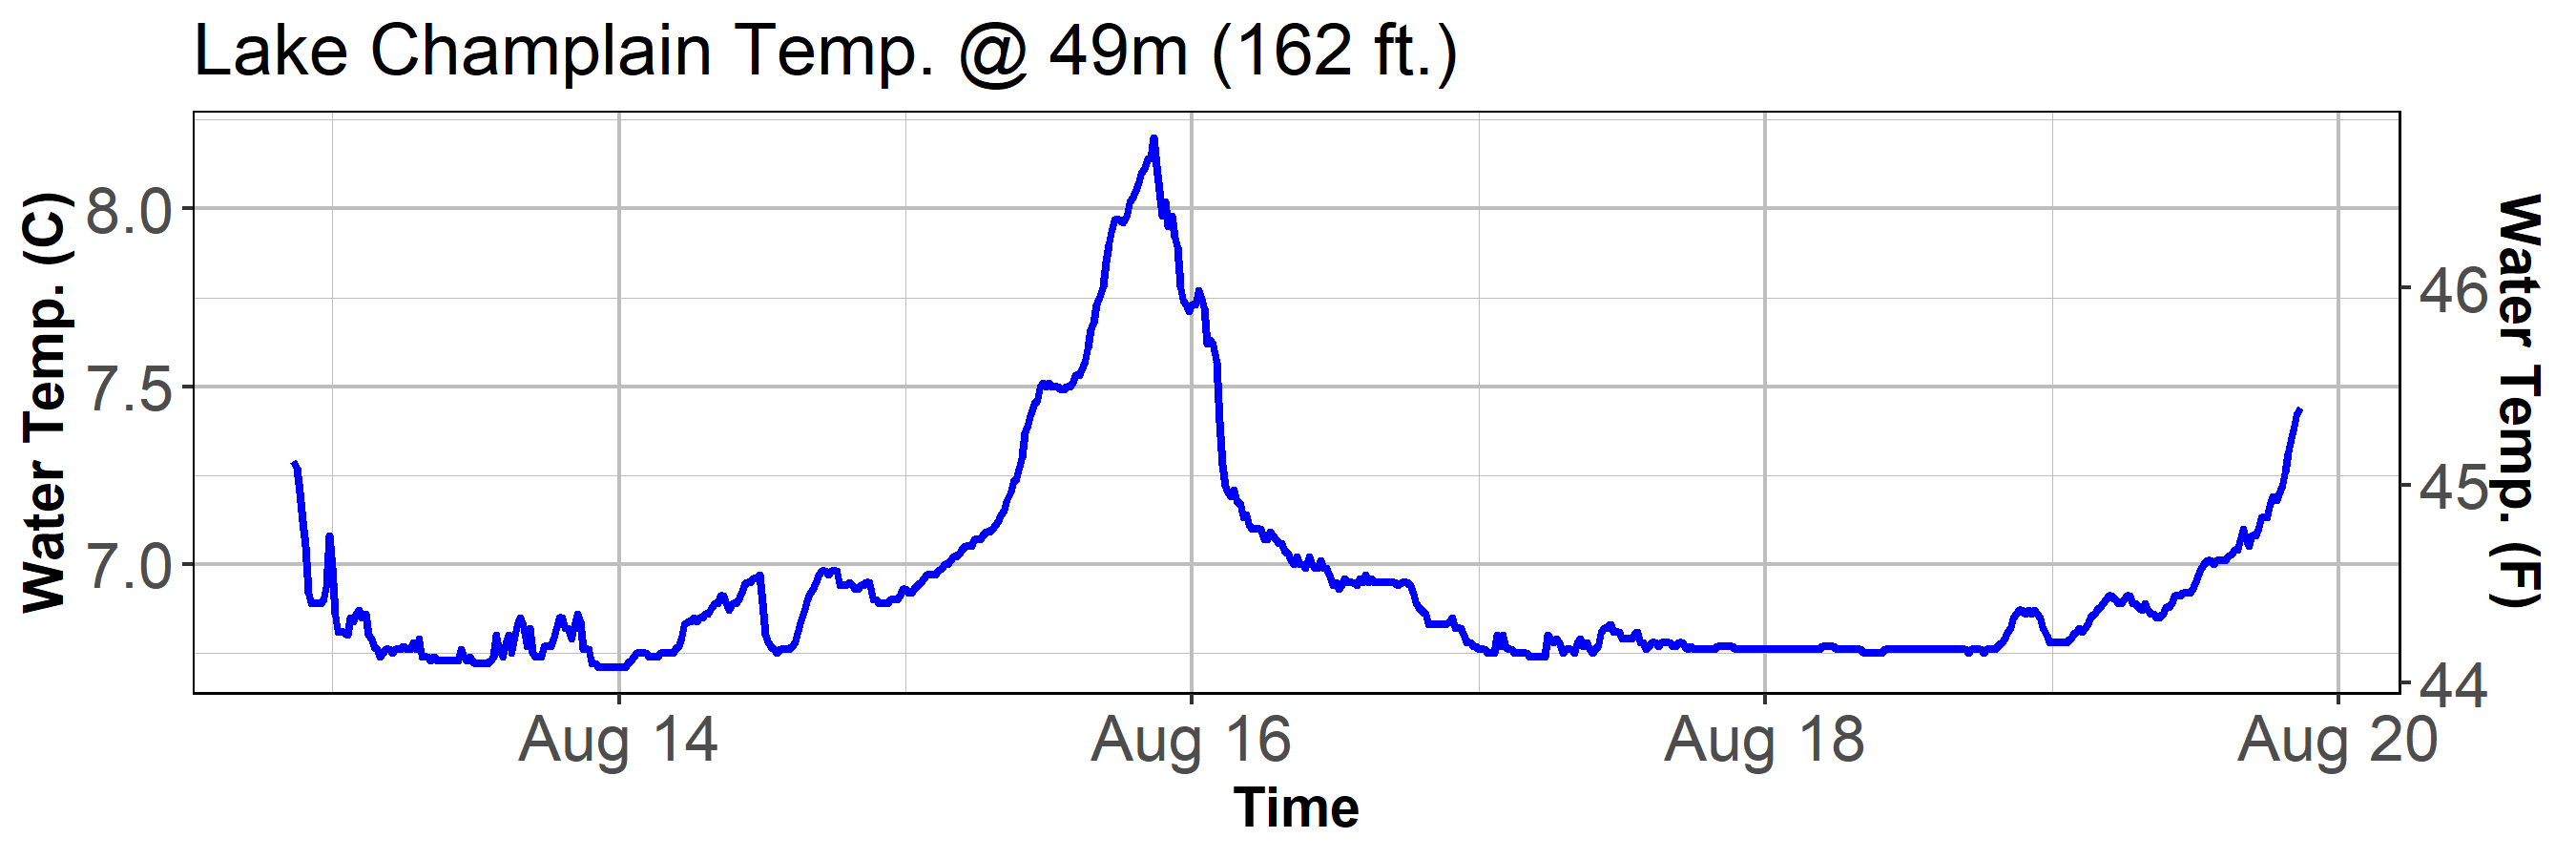 Lake Champlain Temp. @ 49m (162 ft.)
Water Temp. (C)
8.0
7.5
7.0
46
45
44
Water Temp. (F)
Aug 14
Aug 16
Aug 18
Aug 20
Time